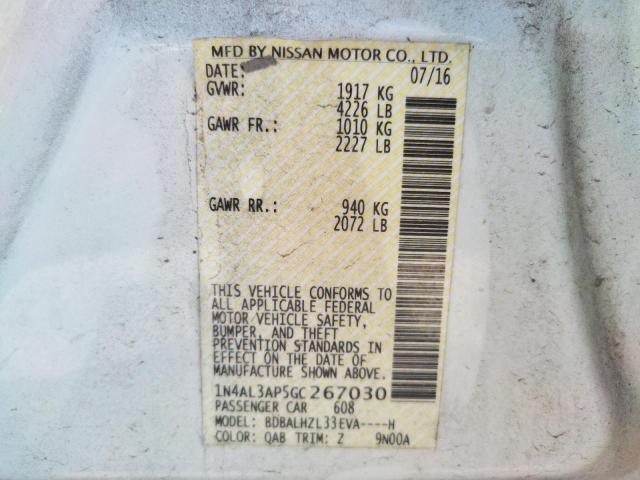 MFD BY NISSAN MOTOR CO., LTD.
DATE: 07/16
GVWR: 1917 KG
4226 LB
GAWR FR.: 1010 KG
2227 LB
GAWR RR.: 940 KG
2072 LB
THIS VEHICLE CONFORMS TO
ALL APPLICABLE FEDERAL
MOTOR VEHICLE SAFETY,
BUMPER, AND THEFT
PREVENTION STANDARDS IN
EFFECT ON THE DATE OF
MANUFACTURE SHOWN ABOVE.
1N4AL3AP5GC267030
PASSENGER CAR 608
MODEL: BDBALHZL33EVA----H
COLOR: QAB TRIM: Z 9N00A